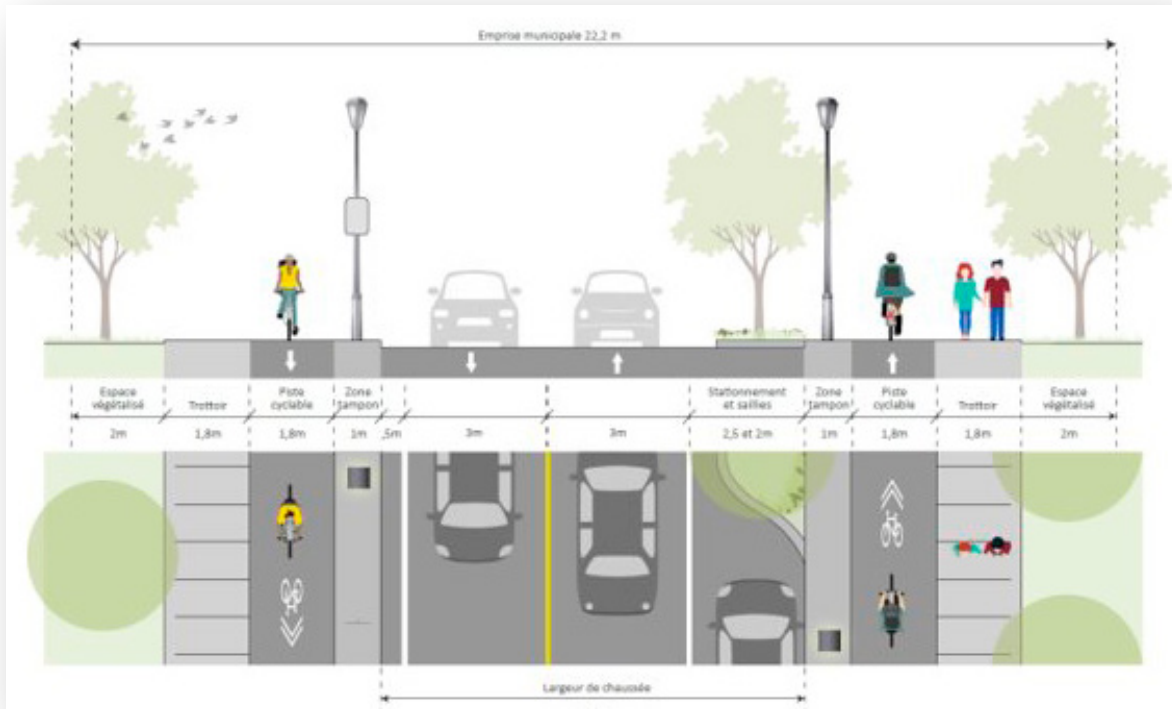 Emprise municipale 22,2 m
Espace
végétalisé
Trottoir
Piste
cyclable
Zone
tampon
Stationnement
et saillies
Zone
tampon
Piste
cyclable
Trottoir
Espace
végétalisé
2m
1,8m
1,8m
1m
,5m
3m
3m
2,5 et 2m
1m
1,8m
1,8m
2m
Largeur de chaussée